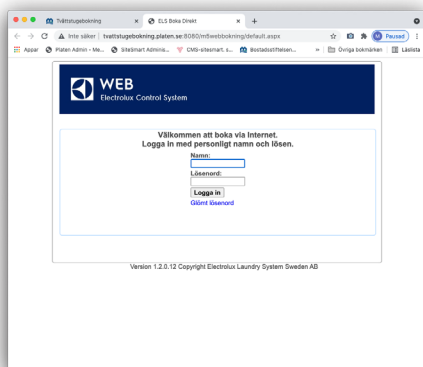 Tvättstugebokning
ELS Boka Direkt
Inte säker | tvattstugebokning.platen.se:8080/m5webbokning/default.aspx
M Paused
Appar Platen Admin - Me... SiteSmart Adminis... CMS-sitesmart. s... Bostadsstiftelsen... » Övriga bokmärken Läslista
WEB
Electrolux Control System
Välkommen att boka via Internet.
Logga in med personligt namn och lösen.
Namn:
Lösenord:
Logga in
Glömt lösenord
Version 1.2.0.12 Copyright Electrolux Laundry System Sweden AB